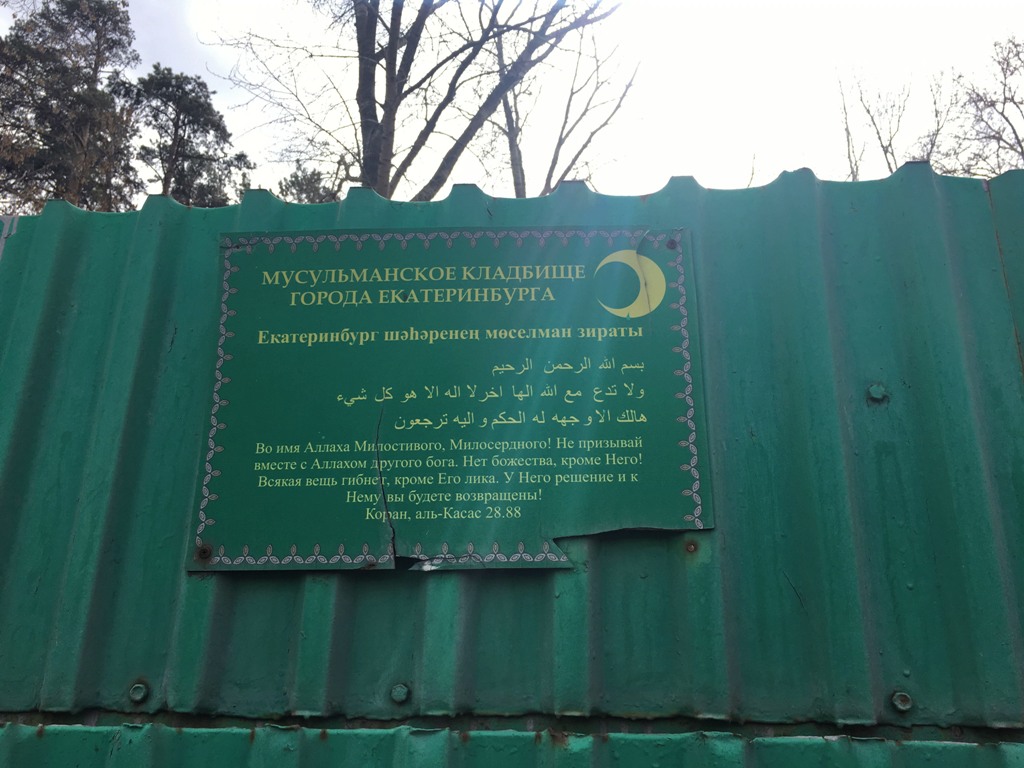 МУСУЛЬМАНСКОЕ КЛАДБИЩЕ
ГОРОДА ЕКАТЕРИНБУРГА
Екатеринбург шәһәренең мөселман зираты
بسم الله الرحمن الرحيم
ولا تدع مع الله الها اخرلا اله الا هو كل شيء
هالك الا و جهه له الحكم و اليه ترجعون
Во имя Аллаха Милостивого, Милосердного! Не призывай
вместе с Аллахом другого бога. Нет божества, кроме Него!
Всякая вещь гибнет, кроме Его лика. У Него решение и к
Нему вы будете возвращены!
Коран, аль-Касас 28.88